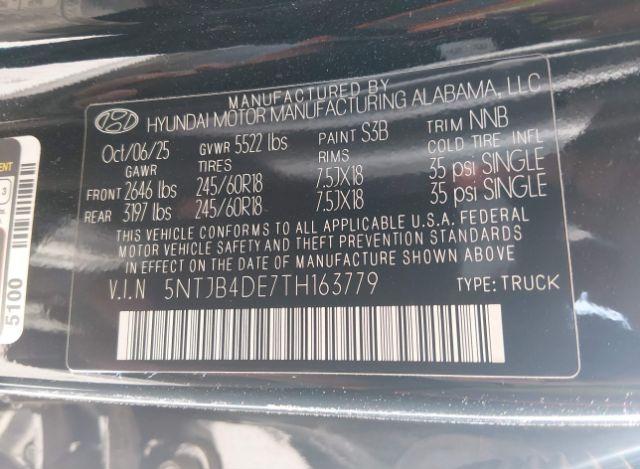 MANUFACTURED BY
HYUNDAI MOTOR MANUFACTURING ALABAMA, LLC
Oct/06/25 GVWR 5522 lbs PAINT S3B TRIM NNB
GAWR TIRES RIMS COLD TIRE INFL
FRONT 2646 lbs 245/60R18 7.5JX18 35 psi SINGLE
REAR 3197 lbs 245/60R18 7.5JX18 35 psi SINGLE
THIS VEHICLE CONFORMS TO ALL APPLICABLE U.S.A. FEDERAL
MOTOR VEHICLE SAFETY AND THEFT PREVENTION STANDARDS
IN EFFECT ON THE DATE OF MANUFACTURE SHOWN ABOVE
V.I.N 5NTJB4DE7TH163779 TYPE: TRUCK
5100